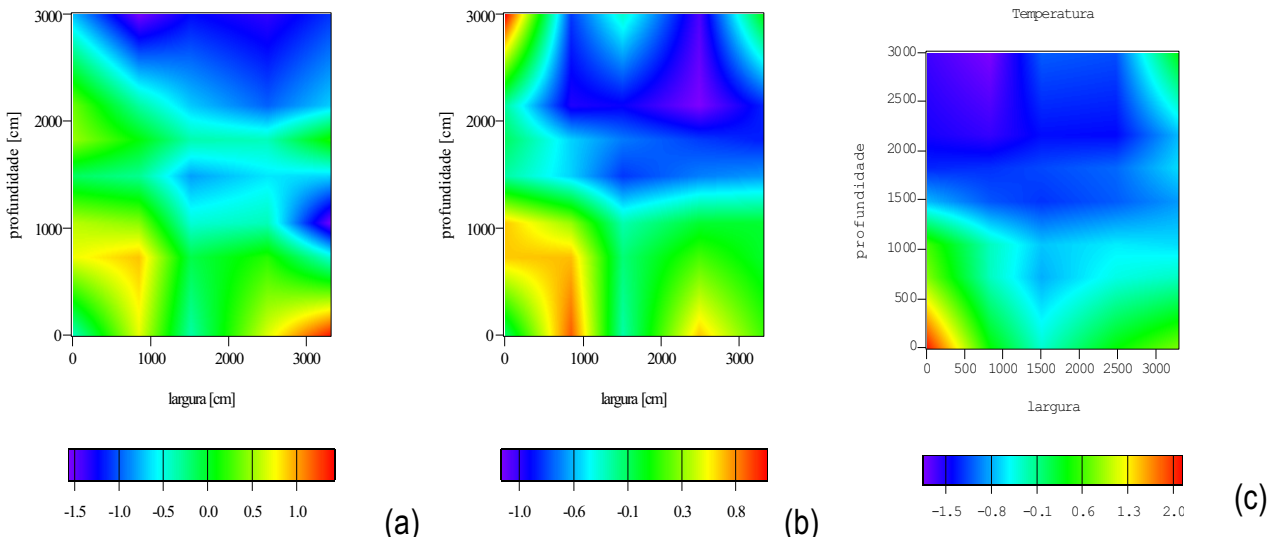 3000
2000
1000
0
profundidade [cm]
0 1000 2000 3000
largura [cm]
-1.5 -1.0 -0.5 0.0 0.5 1.0
(a)
3000
2000
1000
0
profundidade [cm]
0 1000 2000 3000
largura [cm]
-1.0 -0.6 -0.1 0.3 0.8
(b)
Temperatura
3000
2500
2000
1500
1000
500
0
profundidade
0 500 1000 1500 2000 2500 3000
largura
-1.5 -0.8 -0.1 0.6 1.3 2.0
(c)